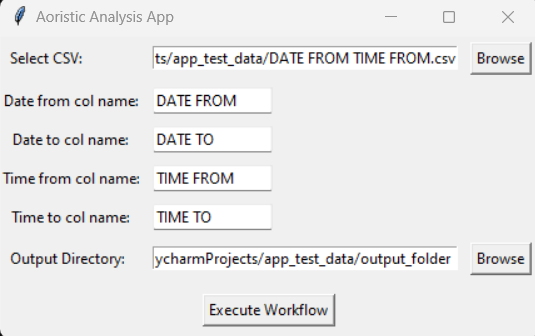 Aoristic Analysis App
Select CSV: ts/app_test_data/DATE FROM TIME FROM.csv Browse
Date from col name: DATE FROM
Date to col name: DATE TO
Time from col name: TIME FROM
Time to col name: TIME TO
Output Directory: ycharmProjects/app_test_data/output_folder Browse
Execute Workflow